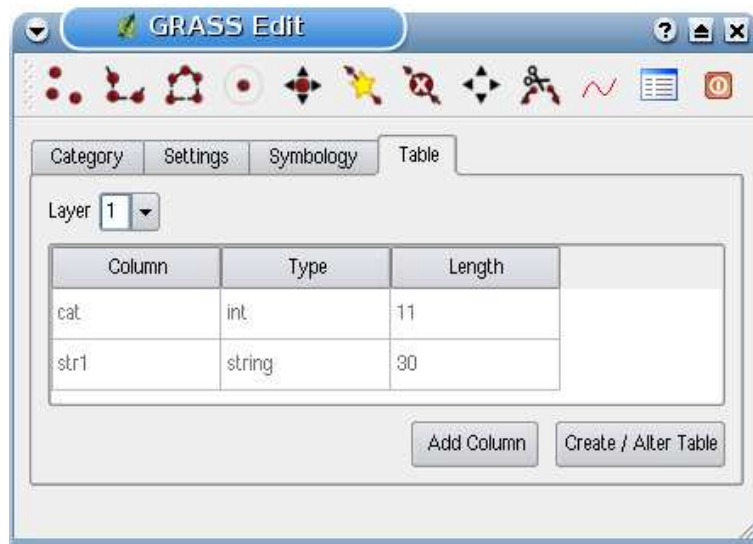 GRASS Edit
Category Settings Symbology Table
Layer 1
Column Type Length
cat int 11
str1 string 30
Add Column Create / Alter Table